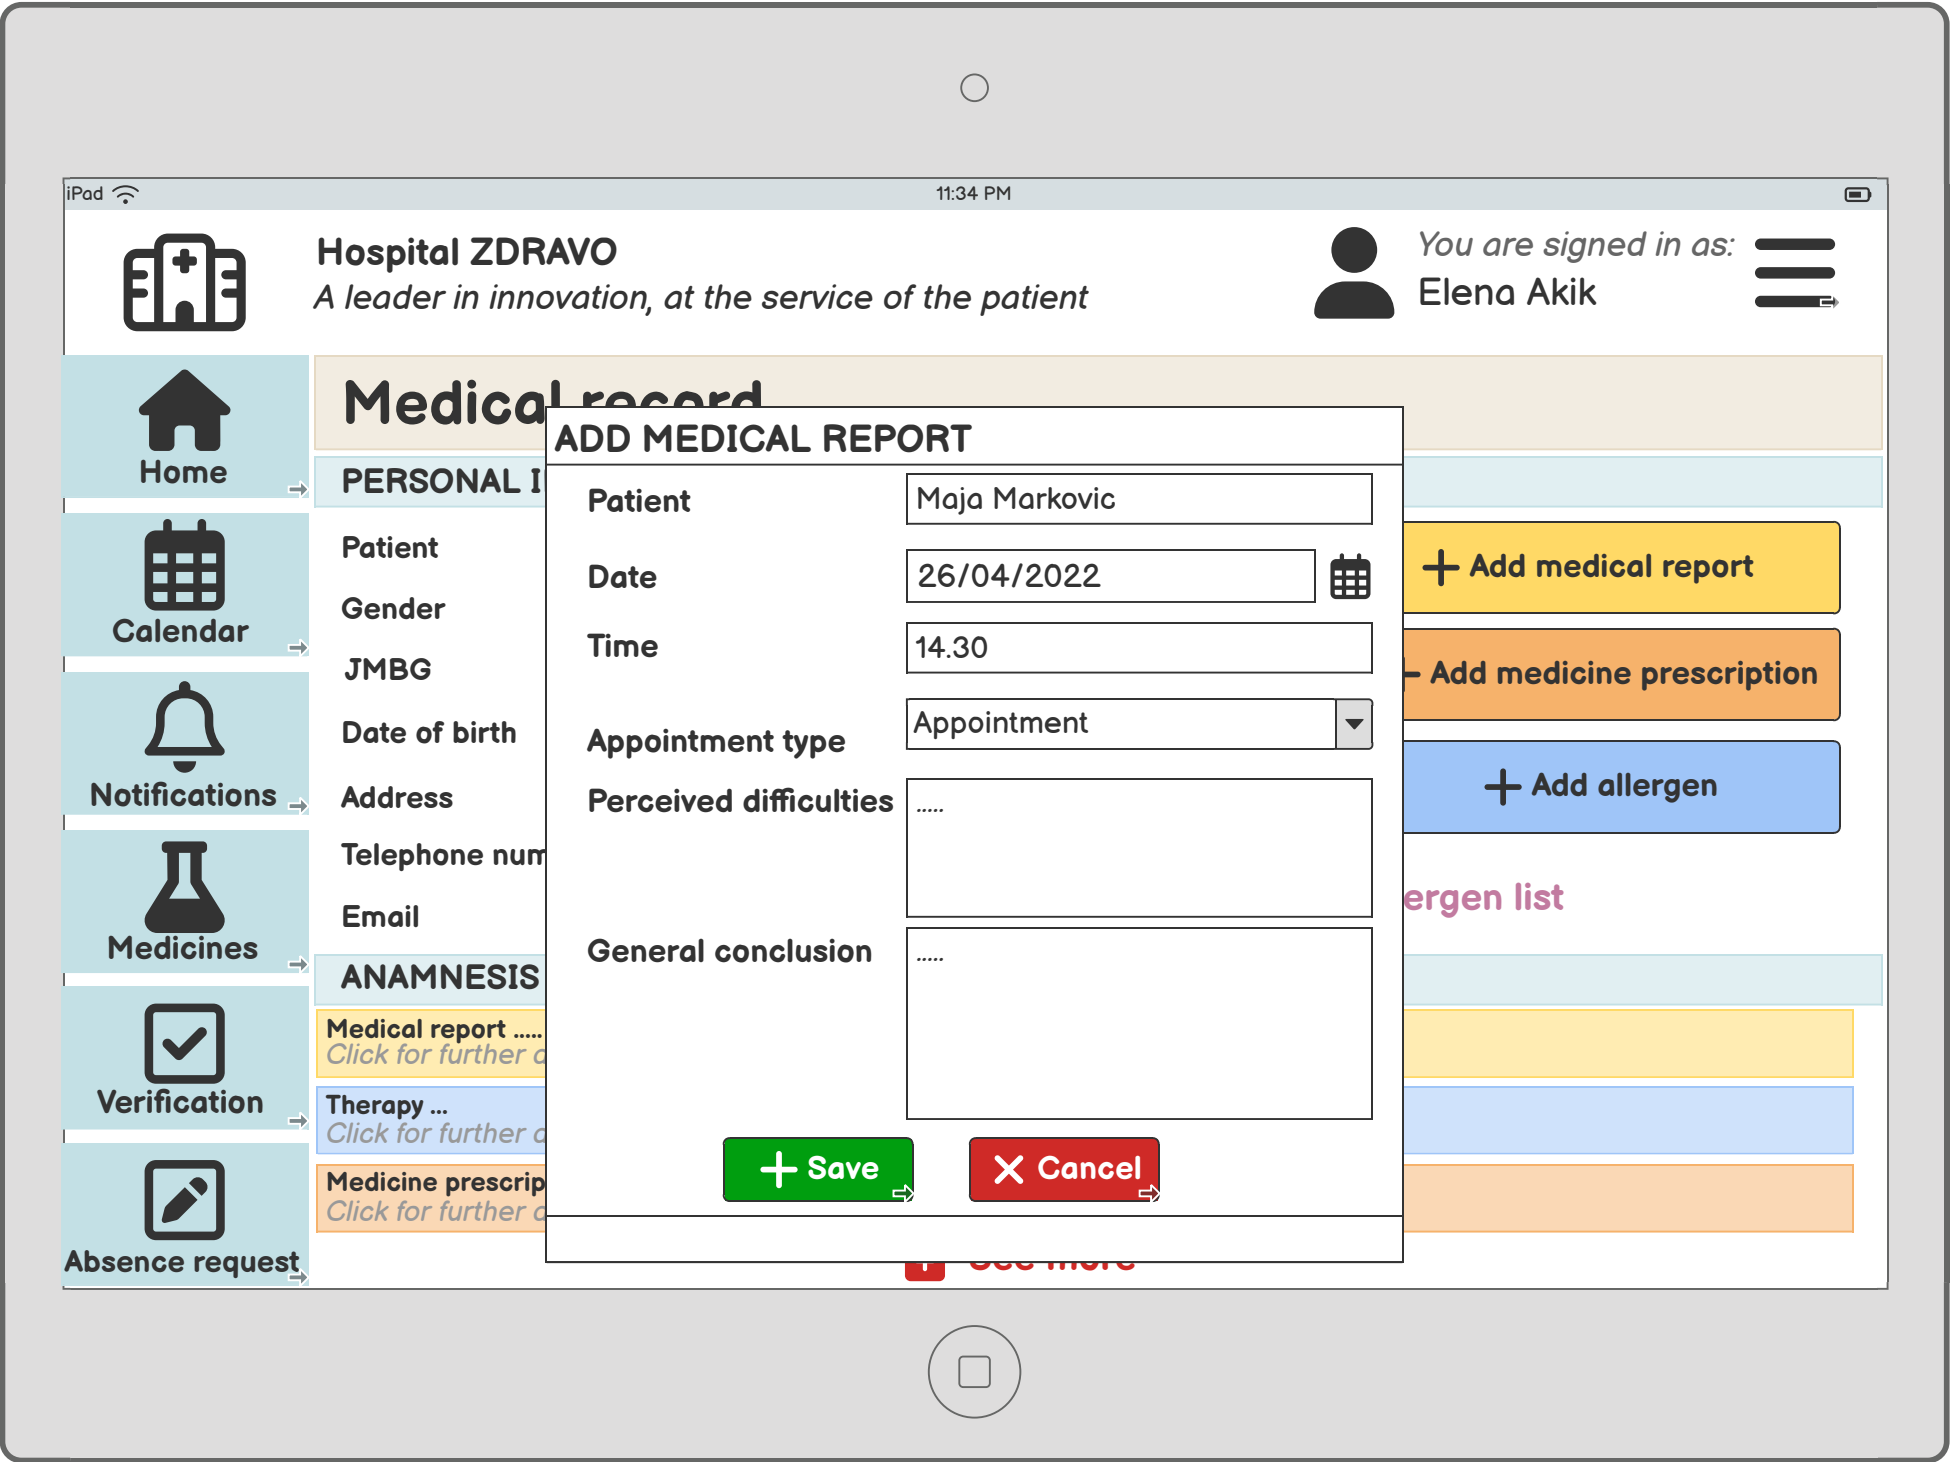 iPad
11:34 PM
Hospital ZDRAVO
A leader in innovation, at the service of the patient
You are signed in as:
Elena Akik
Home
Calendar
Notifications
Medicines
Verification
Absence request
Medical record
PERSONAL
Patient
Gender
JMBG
Date of birth
Address
Telephone
Email
ANAMNESIS
Medical report .....
Click for further
Therapy ...
Click for further
Medicine
Click for further
ADD MEDICAL REPORT
Patient
Maja Markovic
Date
26/04/2022
Time
14.30
Appointment type
Appointment
Perceived difficulties
.....
General conclusion
.....
Save
Cancel
Add medical report
Add medicine prescription
Add allergen
list
See more